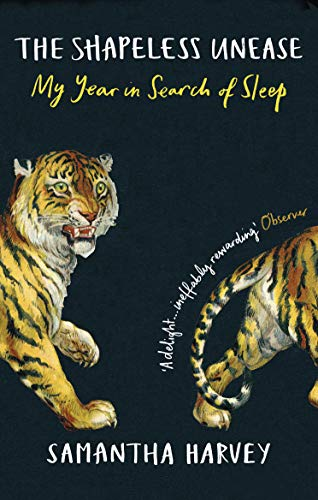 THE SHAPELESS UNEASE
My Year in Search of Sleep
'A delight...ineffably rewarding' Observer
SAMANTHA HARVEY